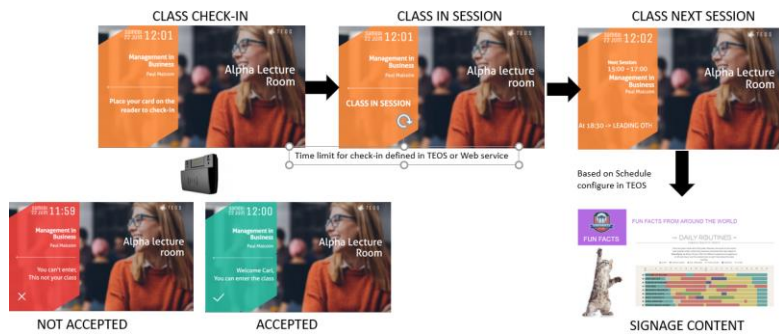 CLASS CHECK-IN
CLASS IN SESSION
CLASS NEXT SESSION
12:01
TEOS
Management in
Business
Paul Malcolm
Alpha Lecture
Room
Place your card on the
reader to check-in
12:01
TEOS
Management in
Business
Paul Malcolm
Alpha Lecture
Room
CLASS IN SESSION
12:02
TEOS
Next Session
15:00 –17:00
Management in
Business
Paul Malcolm
Alpha Lecture
Room
Time limit for check-in defined in TEOS or Web service
Based on Schedule
configure in TEOS
11:59
TEOS
Management in
Business
Paul Malcolm
Alpha lecture
room
You can't enter
This not your class
12:00
TEOS
Management in
Business
Paul Malcolm
Alpha lecture
room
Welcome Carl,
You can enter the class
FUN FACTS
FUN FACTS FROM AROUND THE WORLD
DAILY ROUTINES
NOT ACCEPTED
ACCEPTED
SIGNAGE CONTENT